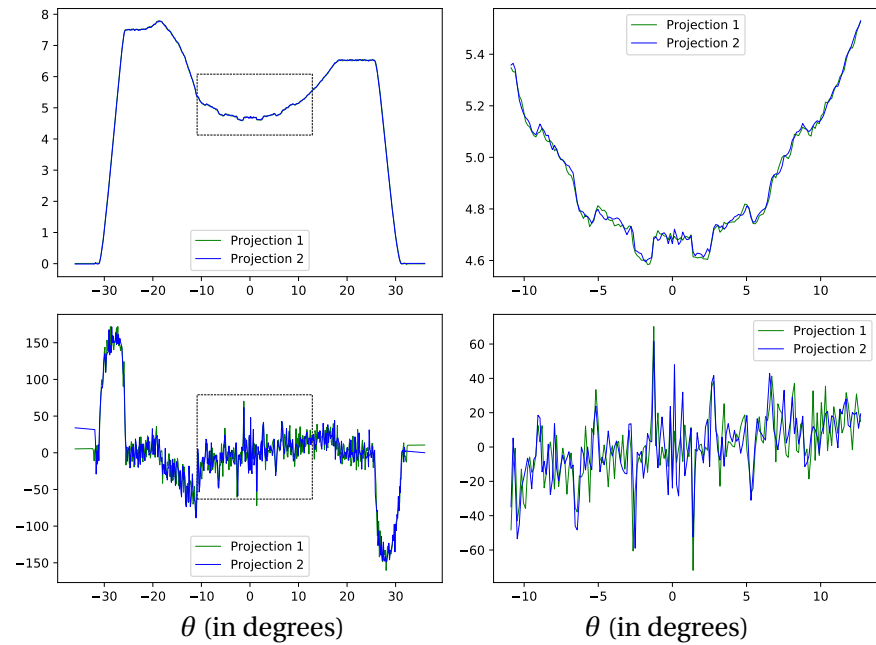 8
7
6
5
4
3
2
1
0
Projection 1
Projection 2
−30 −20 −10 0 10 20 30
5.4
5.2
5.0
4.8
4.6
Projection 1
Projection 2
−10 −5 0 5 10
150
100
50
0
−50
−100
−150
Projection 1
Projection 2
−30 −20 −10 0 10 20 30
θ (in degrees)
60
40
20
0
−20
−40
−60
Projection 1
Projection 2
−10 −5 0 5 10
θ (in degrees)